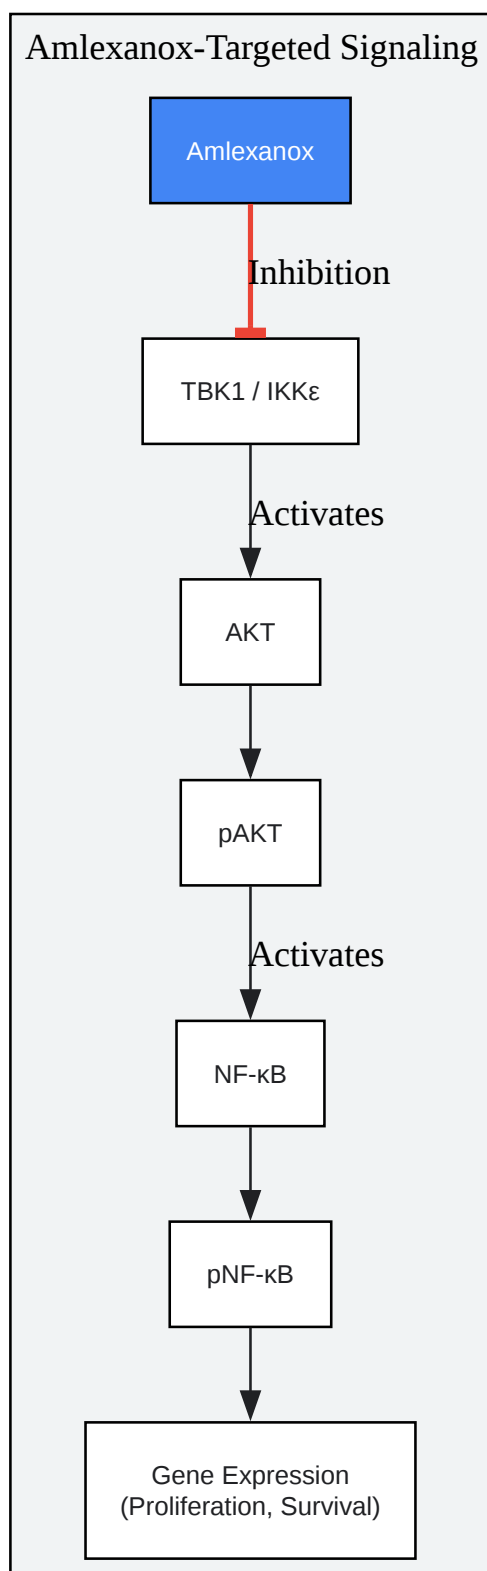 Amlexanox-Targeted Signaling
Amlexanox
Inhibition
TBK1 / IKKε
Activates
AKT
pAKT
Activates
NF-κB
pNF-κB
Gene Expression
(Proliferation, Survival)